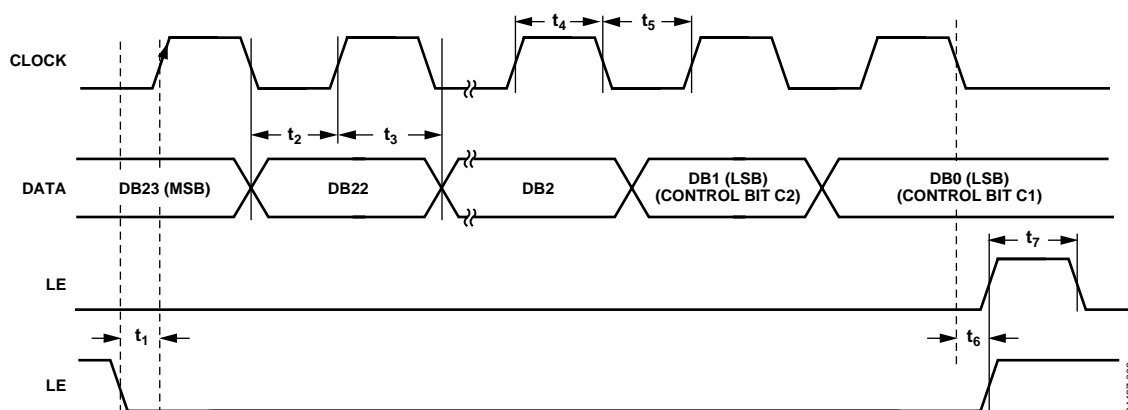 t4
t5
CLOCK
t2
t3
DATA
DB23 (MSB)
DB22
DB2
DB1 (LSB)
(CONTROL BIT C2)
DB0 (LSB)
(CONTROL BIT C1)
t7
LE
t1
t6
LE